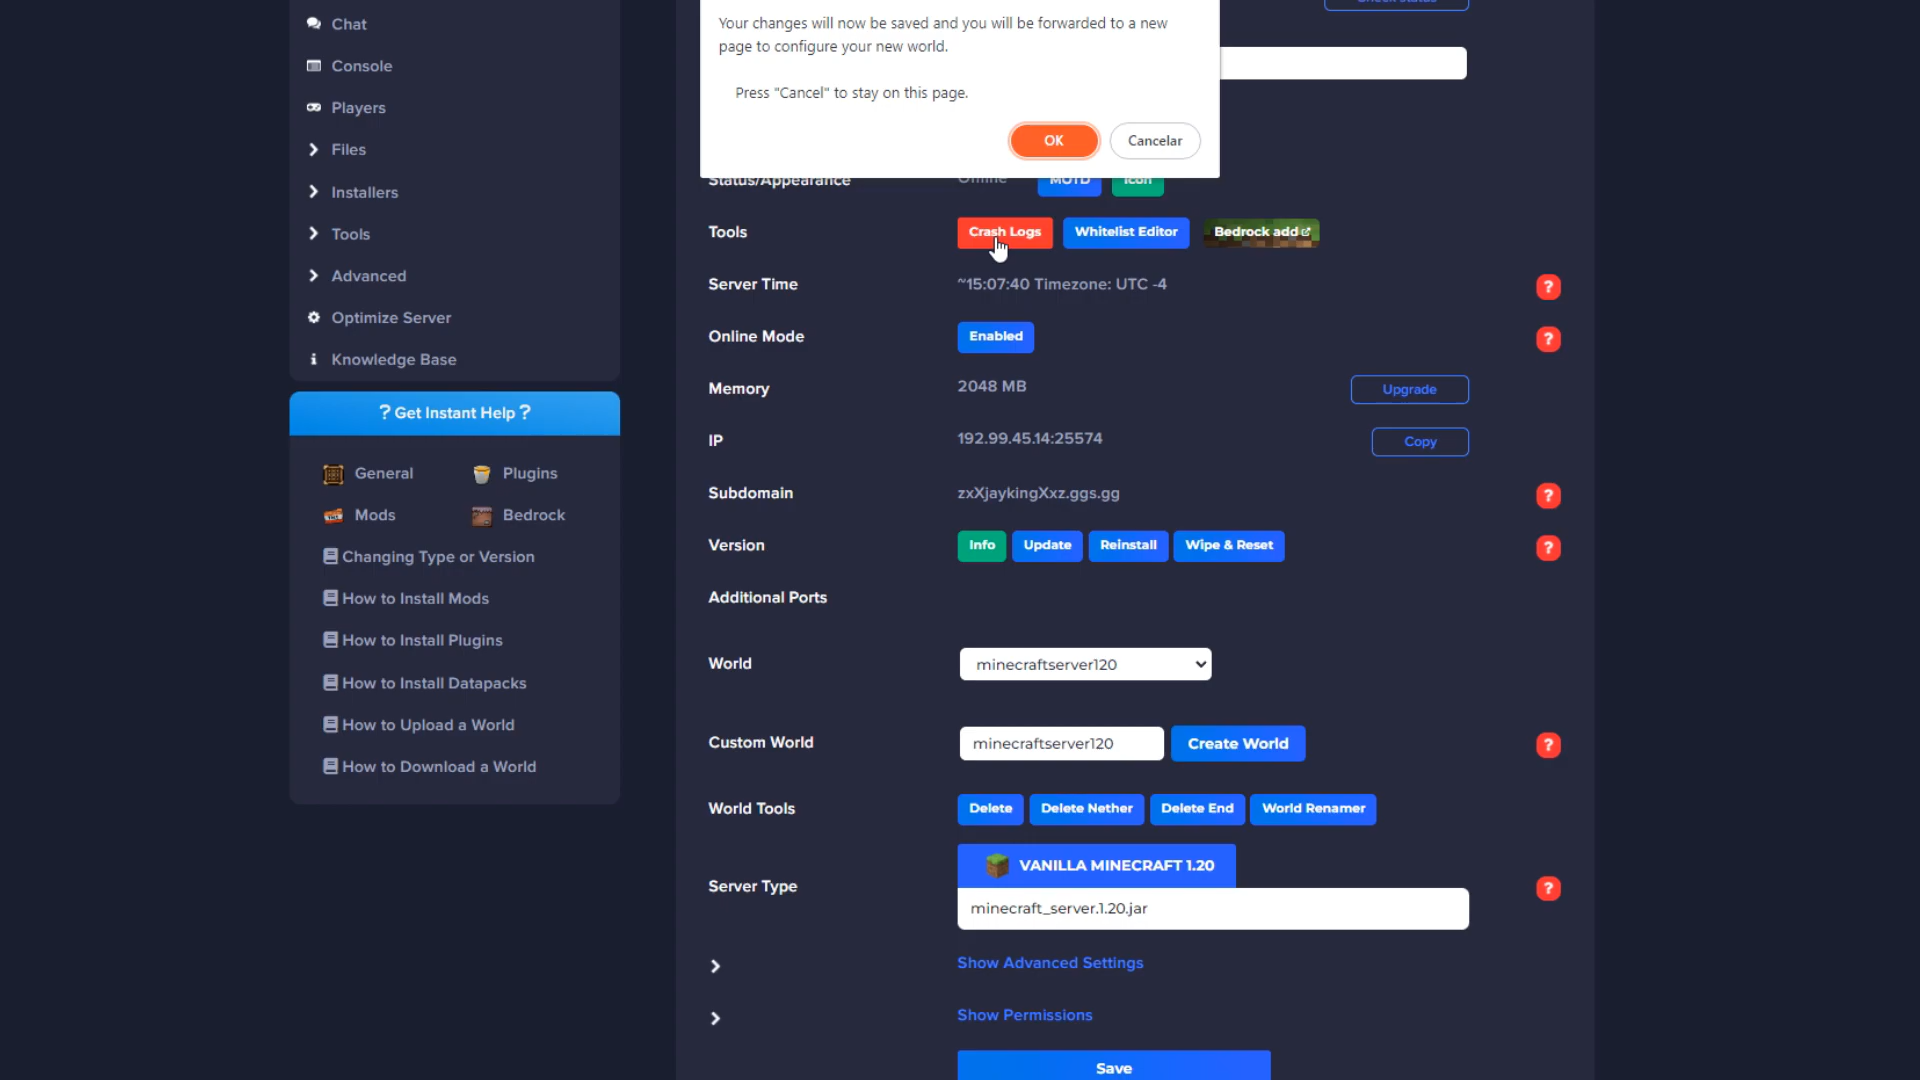 Chat
Console
Players
Files
Installers
Tools
Advanced
Optimize Server
Knowledge Base
? Get Instant Help ?
General
Plugins
Mods
Bedrock
Changing Type or Version
How to Install Mods
How to Install Plugins
How to Install Datapacks
How to Upload a World
How to Download a World
Your changes will now be saved and you will be forwarded to a new
page to configure your new world.
Press "Cancel" to stay on this page.
OK
Cancelar
Check status
Status/Appearance
Online
MOTD
Icon
Tools
Crash Logs
Whitelist Editor
Bedrock add
Server Time
~15:07:40 Timezone: UTC -4
?
Online Mode
Enabled
?
Memory
2048 MB
Upgrade
IP
192.99.45.14:25574
Copy
Subdomain
zxXjaykingXxz.ggs.gg
?
Version
Info
Update
Reinstall
Wipe & Reset
?
Additional Ports
World
minecraftserver120
Custom World
minecraftserver120
Create World
?
World Tools
Delete
Delete Nether
Delete End
World Renamer
Server Type
VANILLA MINECRAFT 1.20
minecraft_server.1.20.jar
?
Show Advanced Settings
Show Permissions
Save